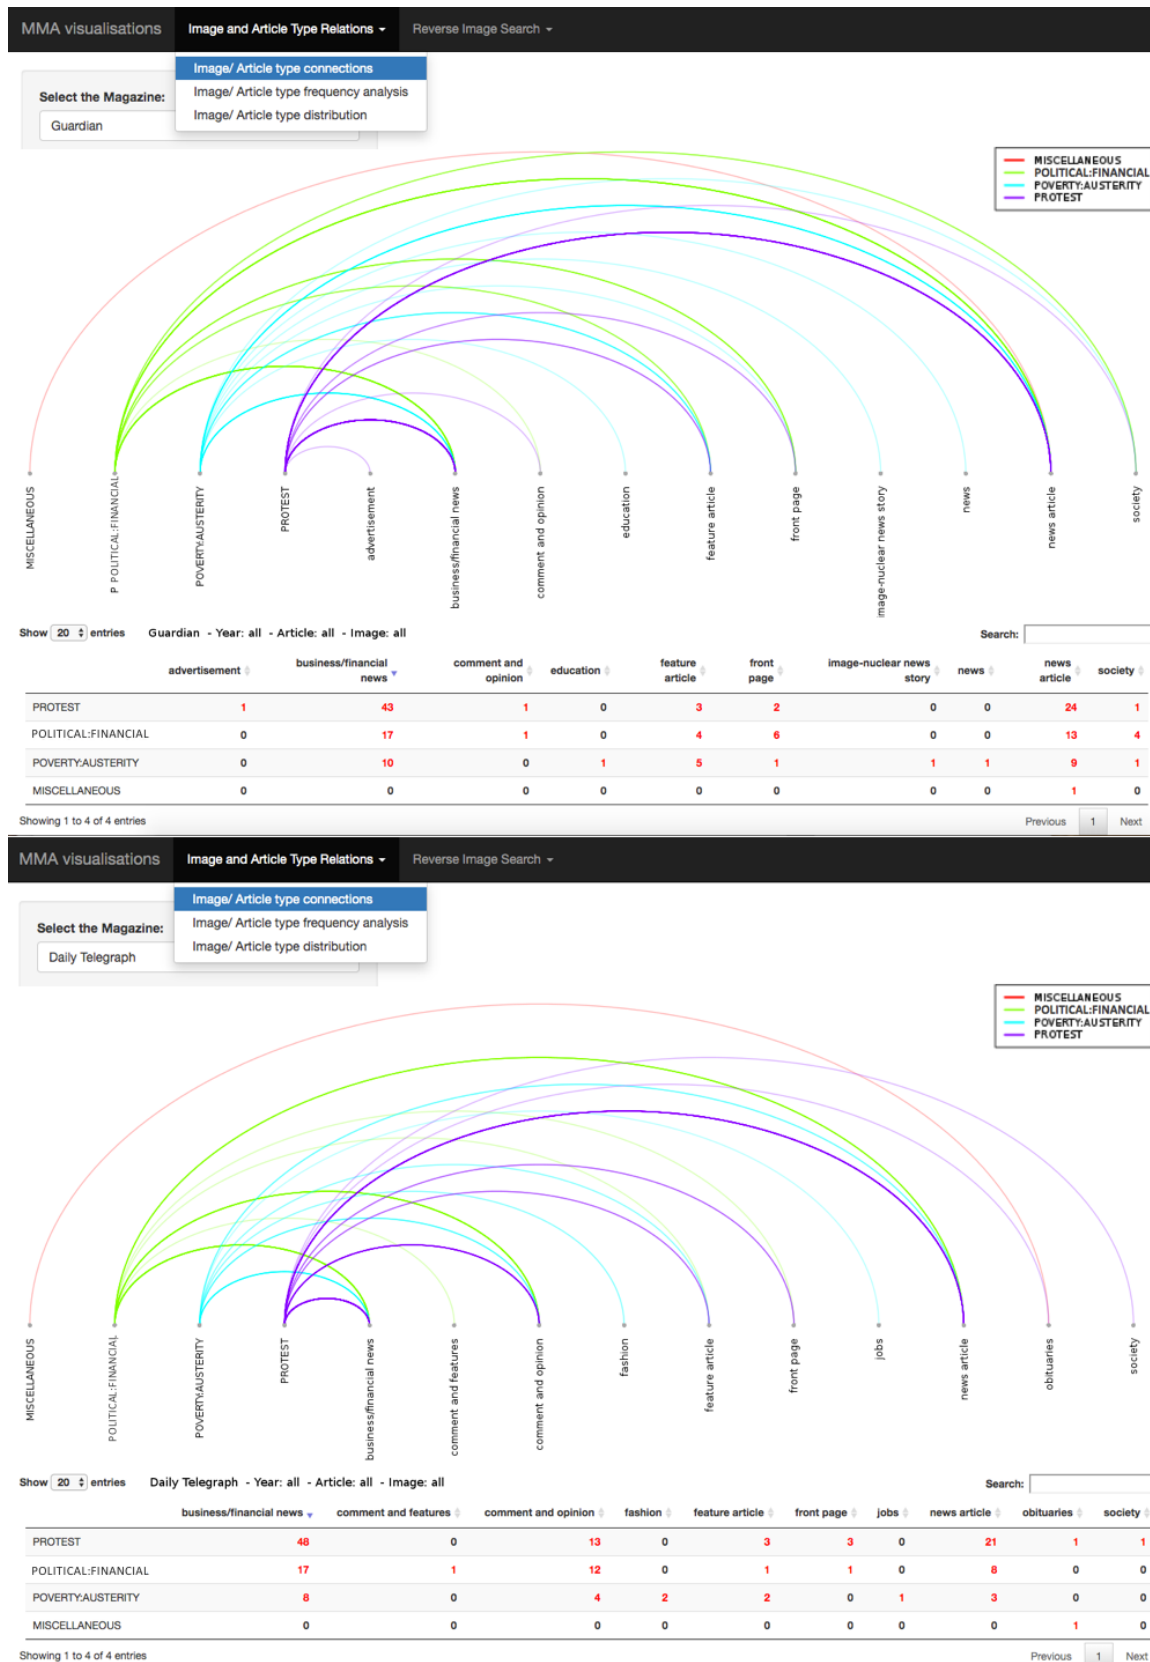 MMA visualisations Image and Article Type Relations Reverse Image Search
Image/ Article type connections
Image/ Article type frequency analysis
Image/ Article type distribution
Select the Magazine:
Guardian
MISCELLANEOUS
POLITICAL:FINANCIAL
POVERTY:AUSTERITY
PROTEST
MISCELLANEOUS
P POLITICAL:FINANCIAL
POVERTY:AUSTERITY
PROTEST
advertisement
business/financial news
comment and opinion
education
feature article
front page
image-nuclear news story
news
news article
society
Show 20 entries Guardian - Year: all - Article: all - Image: all Search:
advertisement business/financial news comment and opinion education feature article front page image-nuclear news story news news article society
PROTEST 1 43 1 0 3 2 0 0 24 1
POLITICAL:FINANCIAL 0 17 1 0 4 6 0 0 13 4
POVERTY:AUSTERITY 0 10 0 1 5 1 1 1 9 1
MISCELLANEOUS 0 0 0 0 0 0 0 0 1 0
Showing 1 to 4 of 4 entries Previous 1 Next
MMA visualisations Image and Article Type Relations Reverse Image Search
Image/ Article type connections
Image/ Article type frequency analysis
Image/ Article type distribution
Select the Magazine:
Daily Telegraph
MISCELLANEOUS
POLITICAL:FINANCIAL
POVERTY:AUSTERITY
PROTEST
MISCELLANEOUS
POLITICAL:FINANCIAL
POVERTY:AUSTERITY
PROTEST
business/financial news
comment and features
comment and opinion
fashion
feature article
front page
jobs
news article
obituaries
society
Show 20 entries Daily Telegraph - Year: all - Article: all - Image: all Search:
business/financial news comment and features comment and opinion fashion feature article front page jobs news article obituaries society
PROTEST 48 0 13 0 3 3 0 21 1 1
POLITICAL:FINANCIAL 17 1 12 0 1 1 0 8 0 0
POVERTY:AUSTERITY 8 0 4 2 2 0 1 3 0 0
MISCELLANEOUS 0 0 0 0 0 0 0 0 1 0
Showing 1 to 4 of 4 entries Previous 1 Next